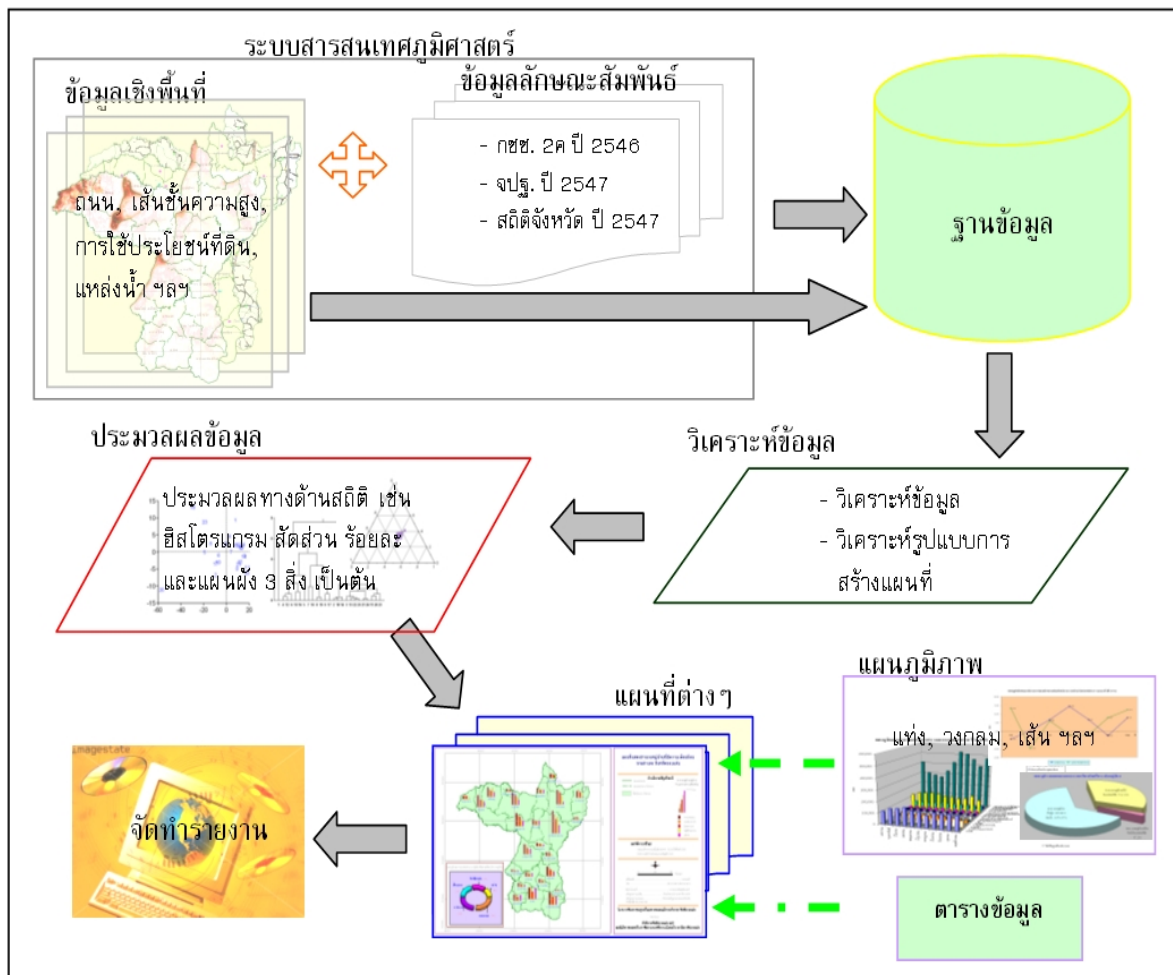 ระบบสารสนเทศภูมิศาสตร์
ข้อมูลเชิงพื้นที่
ข้อมูลลักษณะสัมพันธ์
ถนน, เส้นชั้นความสูง,
การใช้ประโยชน์ที่ดิน,
แหล่งน้ำ ฯลฯ
- กชช. 2ค ปี 2546
- จปฐ. ปี 2547
- สถิติจังหวัด ปี 2547
ฐานข้อมูล
ประมวลผลข้อมูล
ประมวลผลทางด้านสถิติ เช่น
ฮิสโตรแกรม สัดส่วน ร้อยละ
และแผนผัง 3 สิ่ง เป็นต้น
15
10
5
0
-5
-10
-15
-60
-40
-20
0
20
วิเคราะห์ข้อมูล
- วิเคราะห์ข้อมูล
- วิเคราะห์รูปแบบการ
สร้างแผนที่
แผนที่ต่างๆ
แผนภูมิภาพ
แท่ง, วงกลม, เส้น ฯลฯ
imagestate
จัดทำรายงาน
ตารางข้อมูล